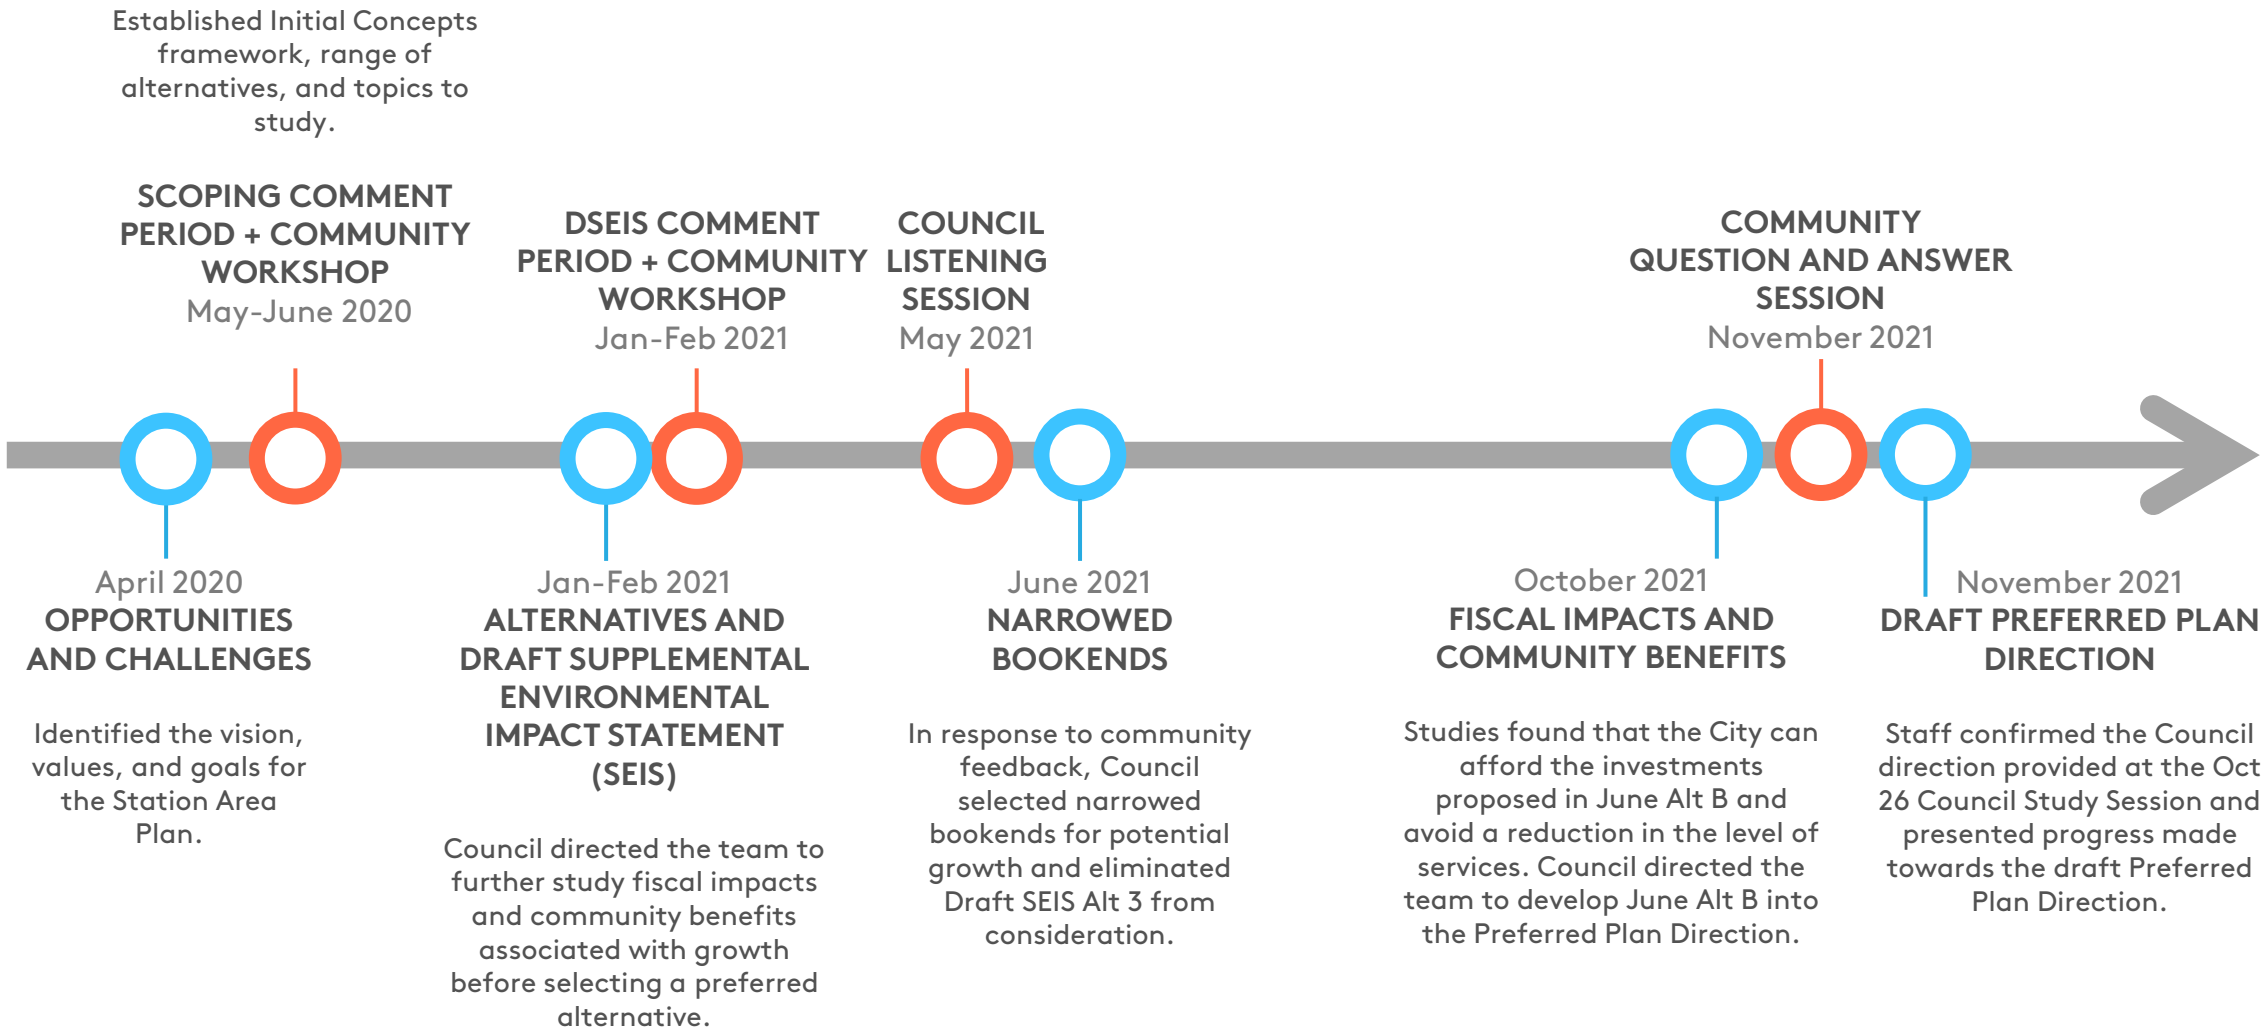 Established Initial Concepts
framework, range of
alternatives, and topics to
study.
SCOPING COMMENT
PERIOD + COMMUNITY
WORKSHOP
May-June 2020
DSEIS COMMENT
PERIOD + COMMUNITY
WORKSHOP
Jan-Feb 2021
COUNCIL
LISTENING
SESSION
May 2021
COMMUNITY
QUESTION AND ANSWER
SESSION
November 2021
April 2020
OPPORTUNITIES
AND CHALLENGES
Identified the vision,
values, and goals for
the Station Area
Plan.
Jan-Feb 2021
ALTERNATIVES AND
DRAFT SUPPLEMENTAL
ENVIRONMENTAL
IMPACT STATEMENT
(SEIS)
Council directed the team to
further study fiscal impacts
and community benefits
associated with growth
before selecting a preferred
alternative.
June 2021
NARROWED
BOOKENDS
In response to community
feedback, Council
selected narrowed
bookends for potential
growth and eliminated
Draft SEIS Alt 3 from
consideration.
October 2021
FISCAL IMPACTS AND
COMMUNITY BENEFITS
Studies found that the City can
afford the investments
proposed in June Alt B and
avoid a reduction in the level of
services. Council directed the
team to develop June Alt B into
the Preferred Plan Direction.
November 2021
DRAFT PREFERRED PLAN
DIRECTION
Staff confirmed the Council
direction provided at the Oct
26 Council Study Session and
presented progress made
towards the draft Preferred
Plan Direction.